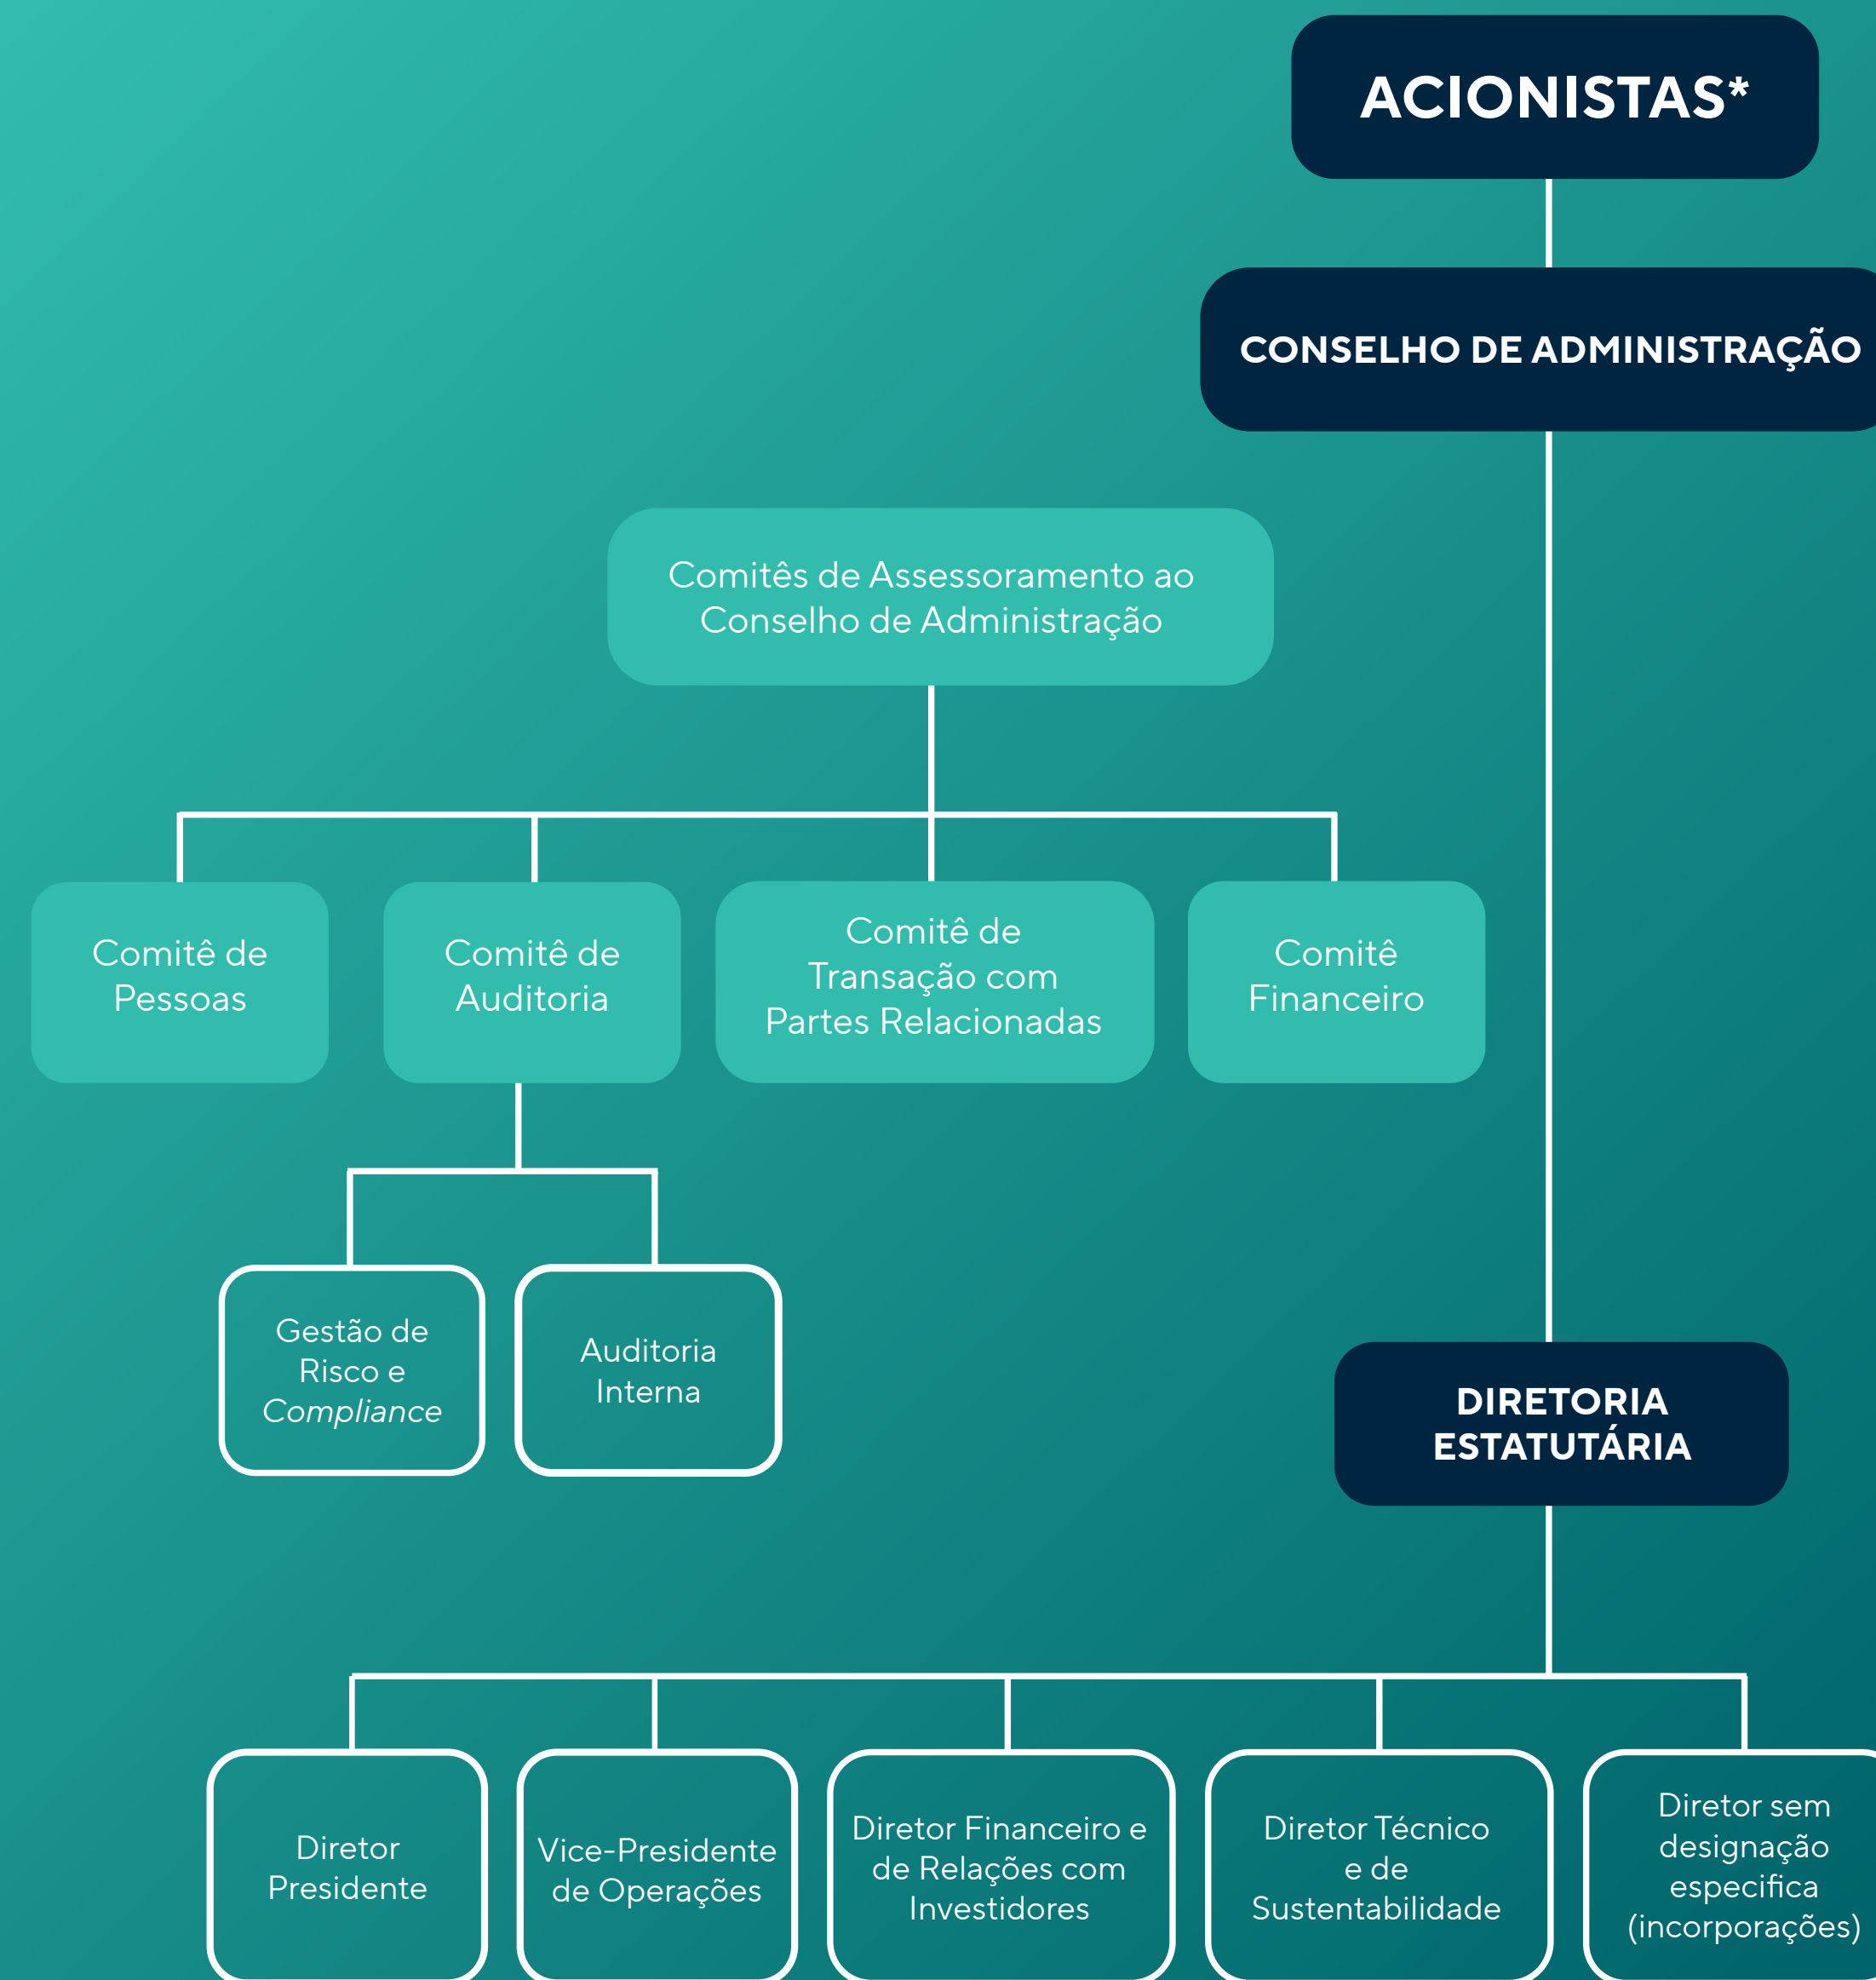 ACIONISTAS*
CONSELHO DE ADMINISTRAÇÃO
Comitês de Assessoramento ao
Conselho de Administração
Comitê de
Pessoas
Comitê de
Auditoria
Comitê de
Transação com
Partes Relacionadas
Comitê
Financeiro
Gestão de
Risco e
Compliance
Auditoria
Interna
DIRETORIA
ESTATUTÁRIA
Diretor
Presidente
Vice-Presidente
de Operações
Diretor Financeiro e
de Relações com
Investidores
Diretor Técnico
e de
Sustentabilidade
Diretor sem
designação
especifica
(incorporações)